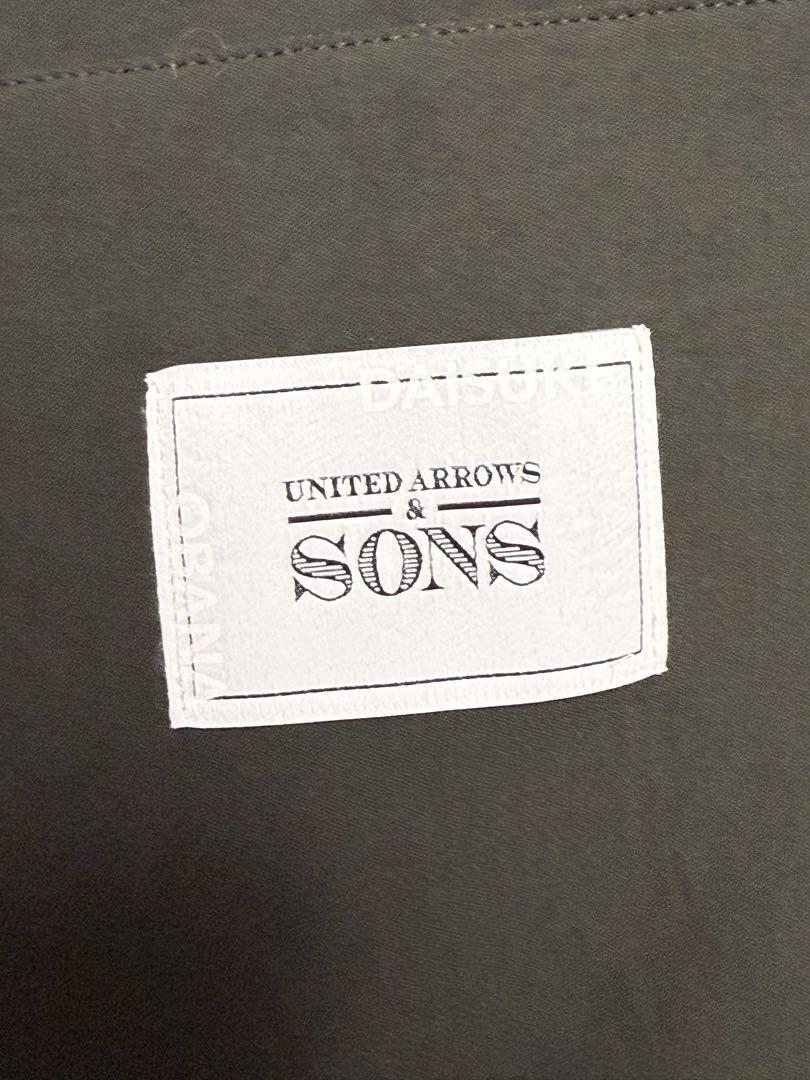 DAISUKE
UNITED ARROWS
&
SONS
OBANA